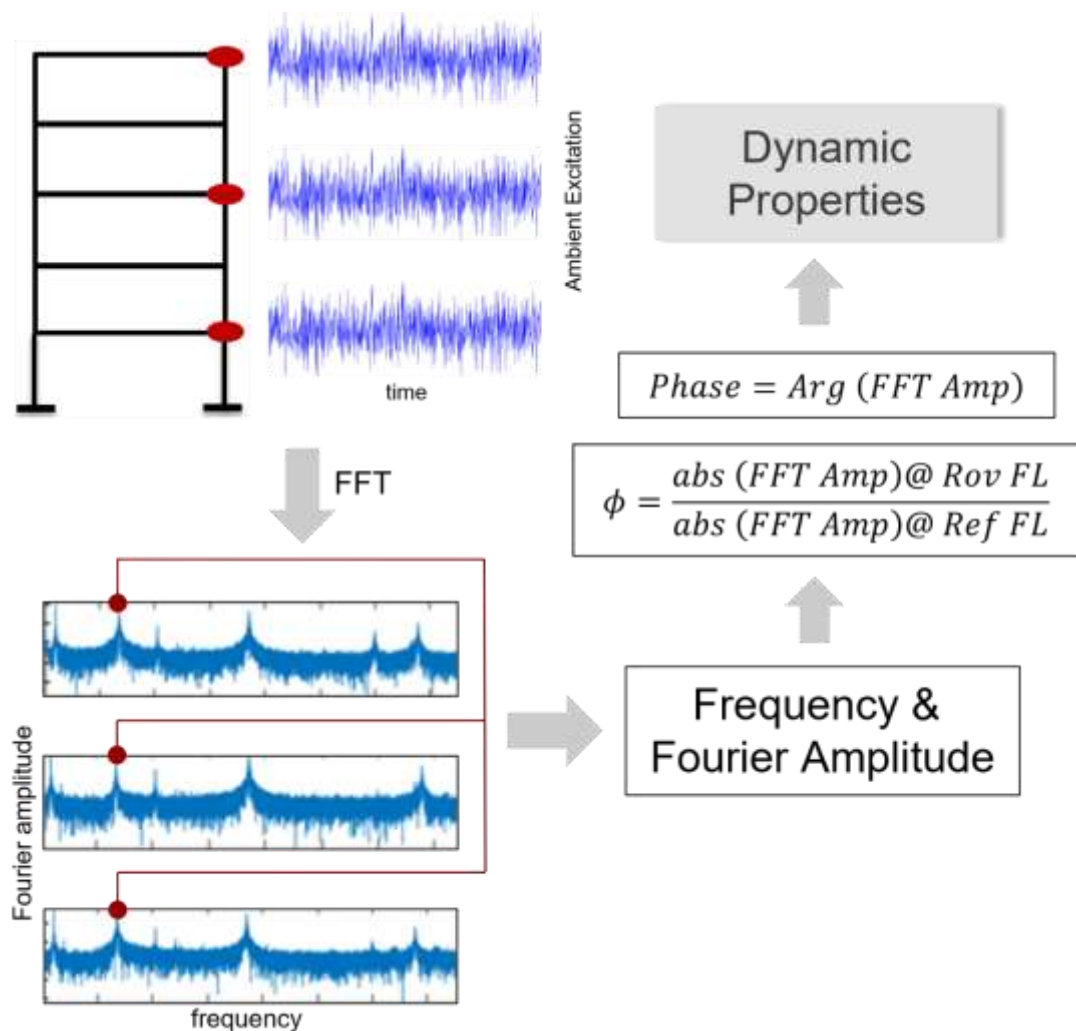 Ambient Excitation
time
FFT
Fourier amplitude
frequency
Frequency &
Fourier Amplitude
ϕ = abs (FFT Amp)@ Rov FL / abs (FFT Amp)@ Ref FL
Phase = Arg (FFT Amp)
Dynamic
Properties